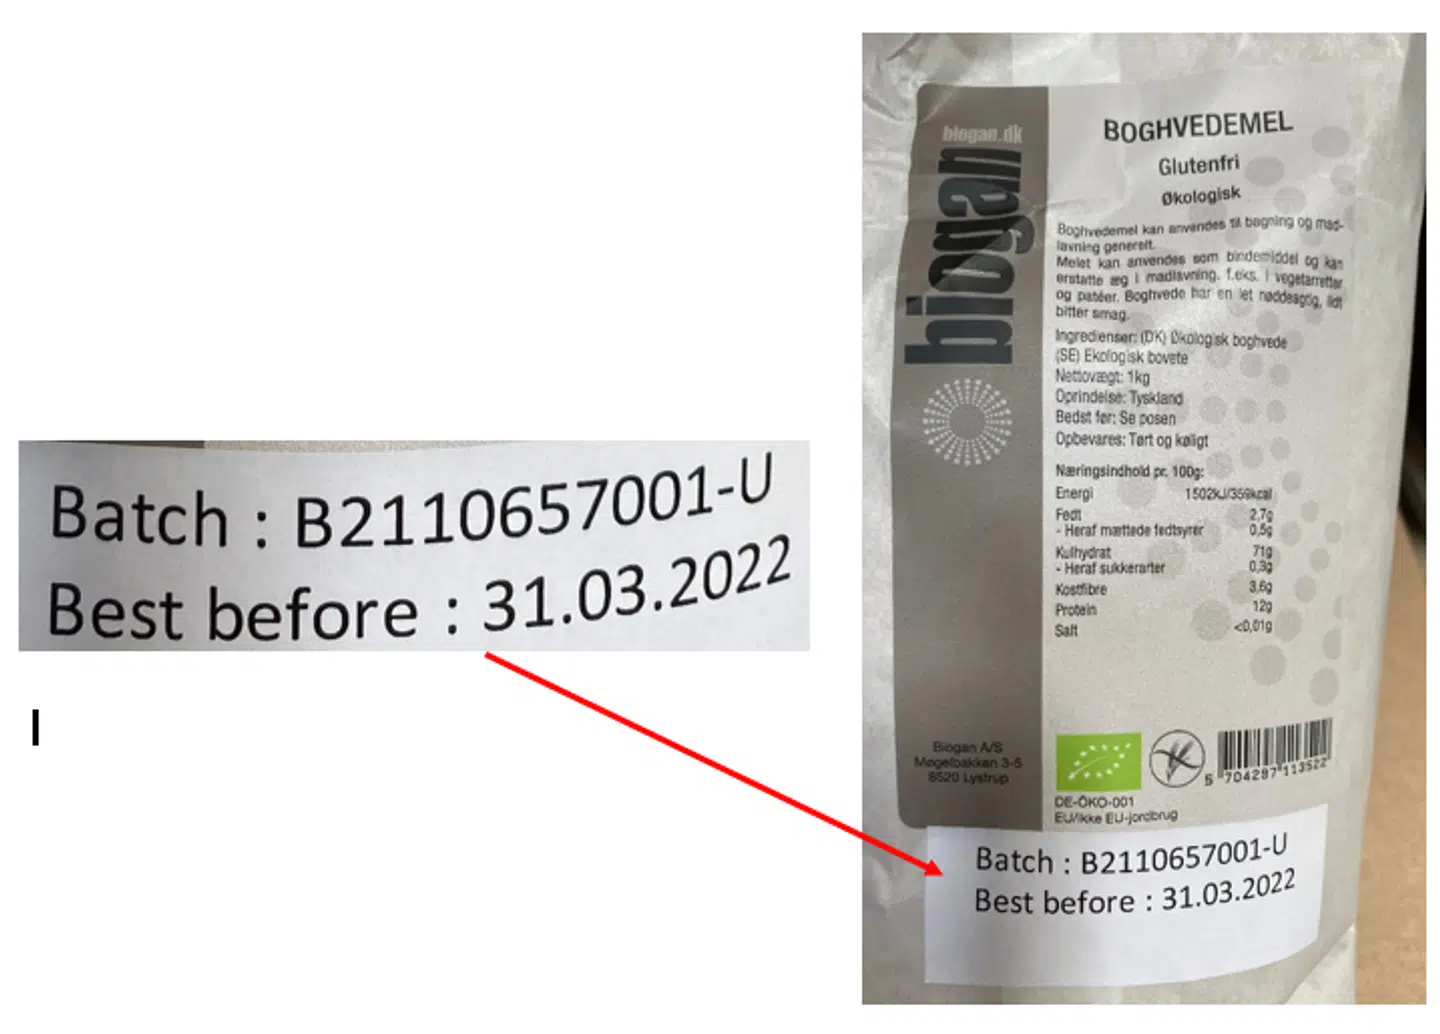 Batch : B2110657001-U
Best before : 31.03.2022
biogan.dk
biogan
BOGHVEDEMEL
Glutenfri
Økologisk
Boghvedemel kan anvendes til bagning og mad-
lavning generelt.
Melet kan anvendes som bindemiddel og kan
erstatte æg i madlavning. f.eks. i vegetarretter
og patéer. Boghvede har en let nøddeagtig, lidt
bitter smag.
Ingredienser: (DK) Økologisk boghvede
(SE) Ekologisk bovete
Nettovægt: 1kg
Oprindelse: Tyskland
Bedst før: Se posen
Opbevares: Tørt og køligt
Næringsindhold pr. 100g:
Energi 1502kJ/359kcal
Fedt 2,7g
- Heraf mættede fedtsyrer 0,5g
Kulhydrat 71g
- Heraf sukkerarter 0,3g
Kostfibre 3,6g
Protein 12g
Salt <0,01g
Biogan A/S
Møgelbakken 3-5
8520 Lystrup
DE-ÖKO-001
EU/ikke EU-jordbrug
5 704297 113522
Batch : B2110657001-U
Best before : 31.03.2022